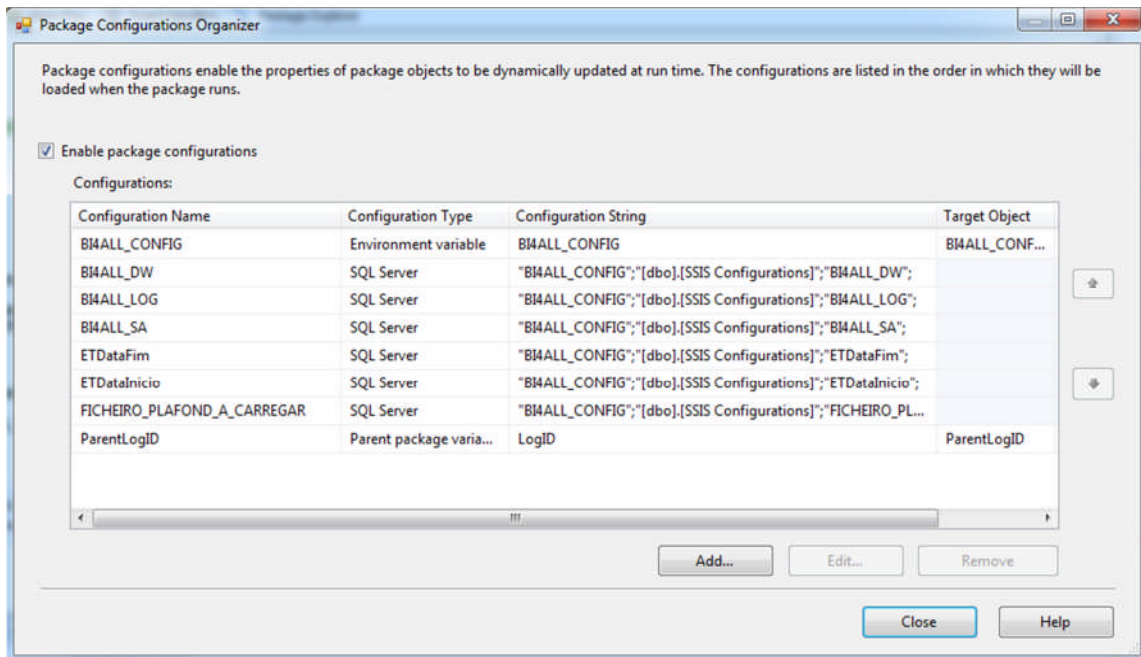 Package Configurations Organizer
Package configurations enable the properties of package objects to be dynamically updated at run time. The configurations are listed in the order in which they will be
loaded when the package runs.
Enable package configurations
Configurations:
Configuration Name Configuration Type Configuration String Target Object
BI4ALL_CONFIG Environment variable BI4ALL_CONFIG BI4ALL_CONF...
BI4ALL_DW SQL Server "BI4ALL_CONFIG";"[dbo].[SSIS Configurations]";"BI4ALL_DW";
BI4ALL_LOG SQL Server "BI4ALL_CONFIG";"[dbo].[SSIS Configurations]";"BI4ALL_LOG";
BI4ALL_SA SQL Server "BI4ALL_CONFIG";"[dbo].[SSIS Configurations]";"BI4ALL_SA";
ETDataFim SQL Server "BI4ALL_CONFIG";"[dbo].[SSIS Configurations]";"ETDataFim";
ETDataInicio SQL Server "BI4ALL_CONFIG";"[dbo].[SSIS Configurations]";"ETDataInicio";
FICHEIRO_PLAFOND_A_CARREGAR SQL Server "BI4ALL_CONFIG";"[dbo].[SSIS Configurations]";"FICHEIRO_PL...
ParentLogID Parent package varia... LogID ParentLogID
Add... Edit... Remove
Close Help